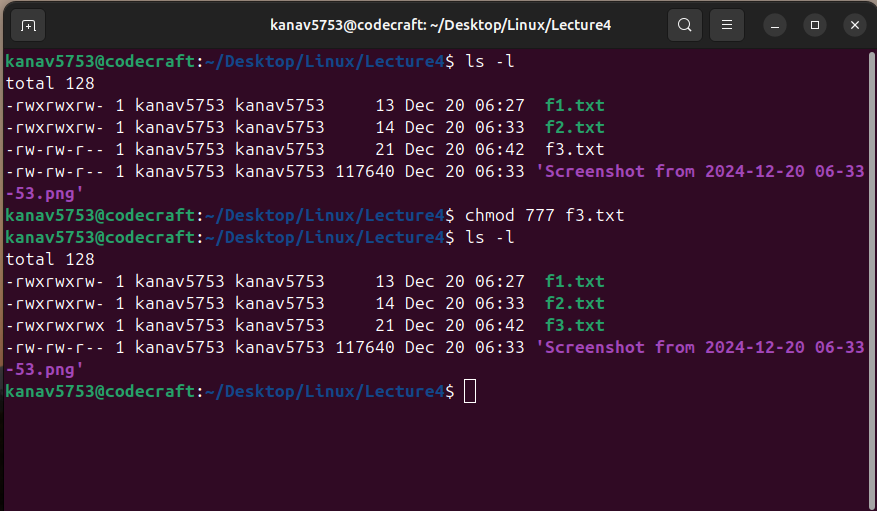 kanav5753@codecraft: ~/Desktop/Linux/Lecture4
kanav5753@codecraft:~/Desktop/Linux/Lecture4$ ls -l
total 128
-rwxrwxrw- 1 kanav5753 kanav5753     13 Dec 20 06:27  f1.txt
-rwxrwxrw- 1 kanav5753 kanav5753     14 Dec 20 06:33  f2.txt
-rw-rw-r-- 1 kanav5753 kanav5753     21 Dec 20 06:42  f3.txt
-rw-rw-r-- 1 kanav5753 kanav5753 117640 Dec 20 06:33 'Screenshot from 2024-12-20 06-33
-53.png'
kanav5753@codecraft:~/Desktop/Linux/Lecture4$ chmod 777 f3.txt
kanav5753@codecraft:~/Desktop/Linux/Lecture4$ ls -l
total 128
-rwxrwxrw- 1 kanav5753 kanav5753     13 Dec 20 06:27  f1.txt
-rwxrwxrw- 1 kanav5753 kanav5753     14 Dec 20 06:33  f2.txt
-rwxrwxrwx 1 kanav5753 kanav5753     21 Dec 20 06:42  f3.txt
-rw-rw-r-- 1 kanav5753 kanav5753 117640 Dec 20 06:33 'Screenshot from 2024-12-20 06-33
-53.png'
kanav5753@codecraft:~/Desktop/Linux/Lecture4$